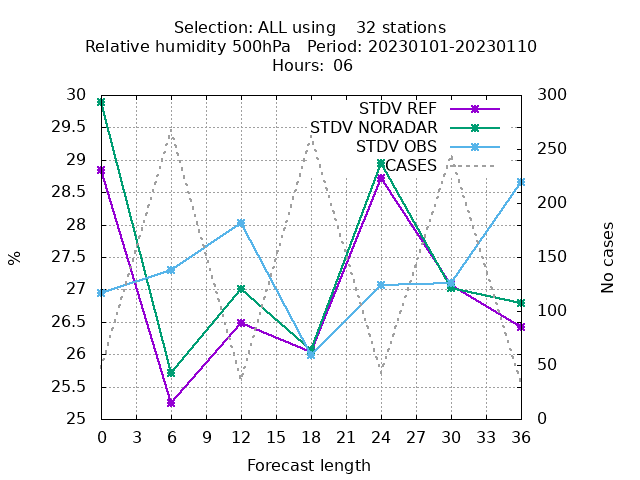 Selection: ALL using    32 stations
Relative humidity 500hPa   Period: 20230101-20230110
Hours:  06
STDV REF
STDV NORADAR
STDV OBS
CASES
30
29.5
29
28.5
28
27.5
27
26.5
26
25.5
25
%
300
250
200
150
100
50
0
No cases
0 3 6 9 12 15 18 21 24 27 30 33 36
Forecast length